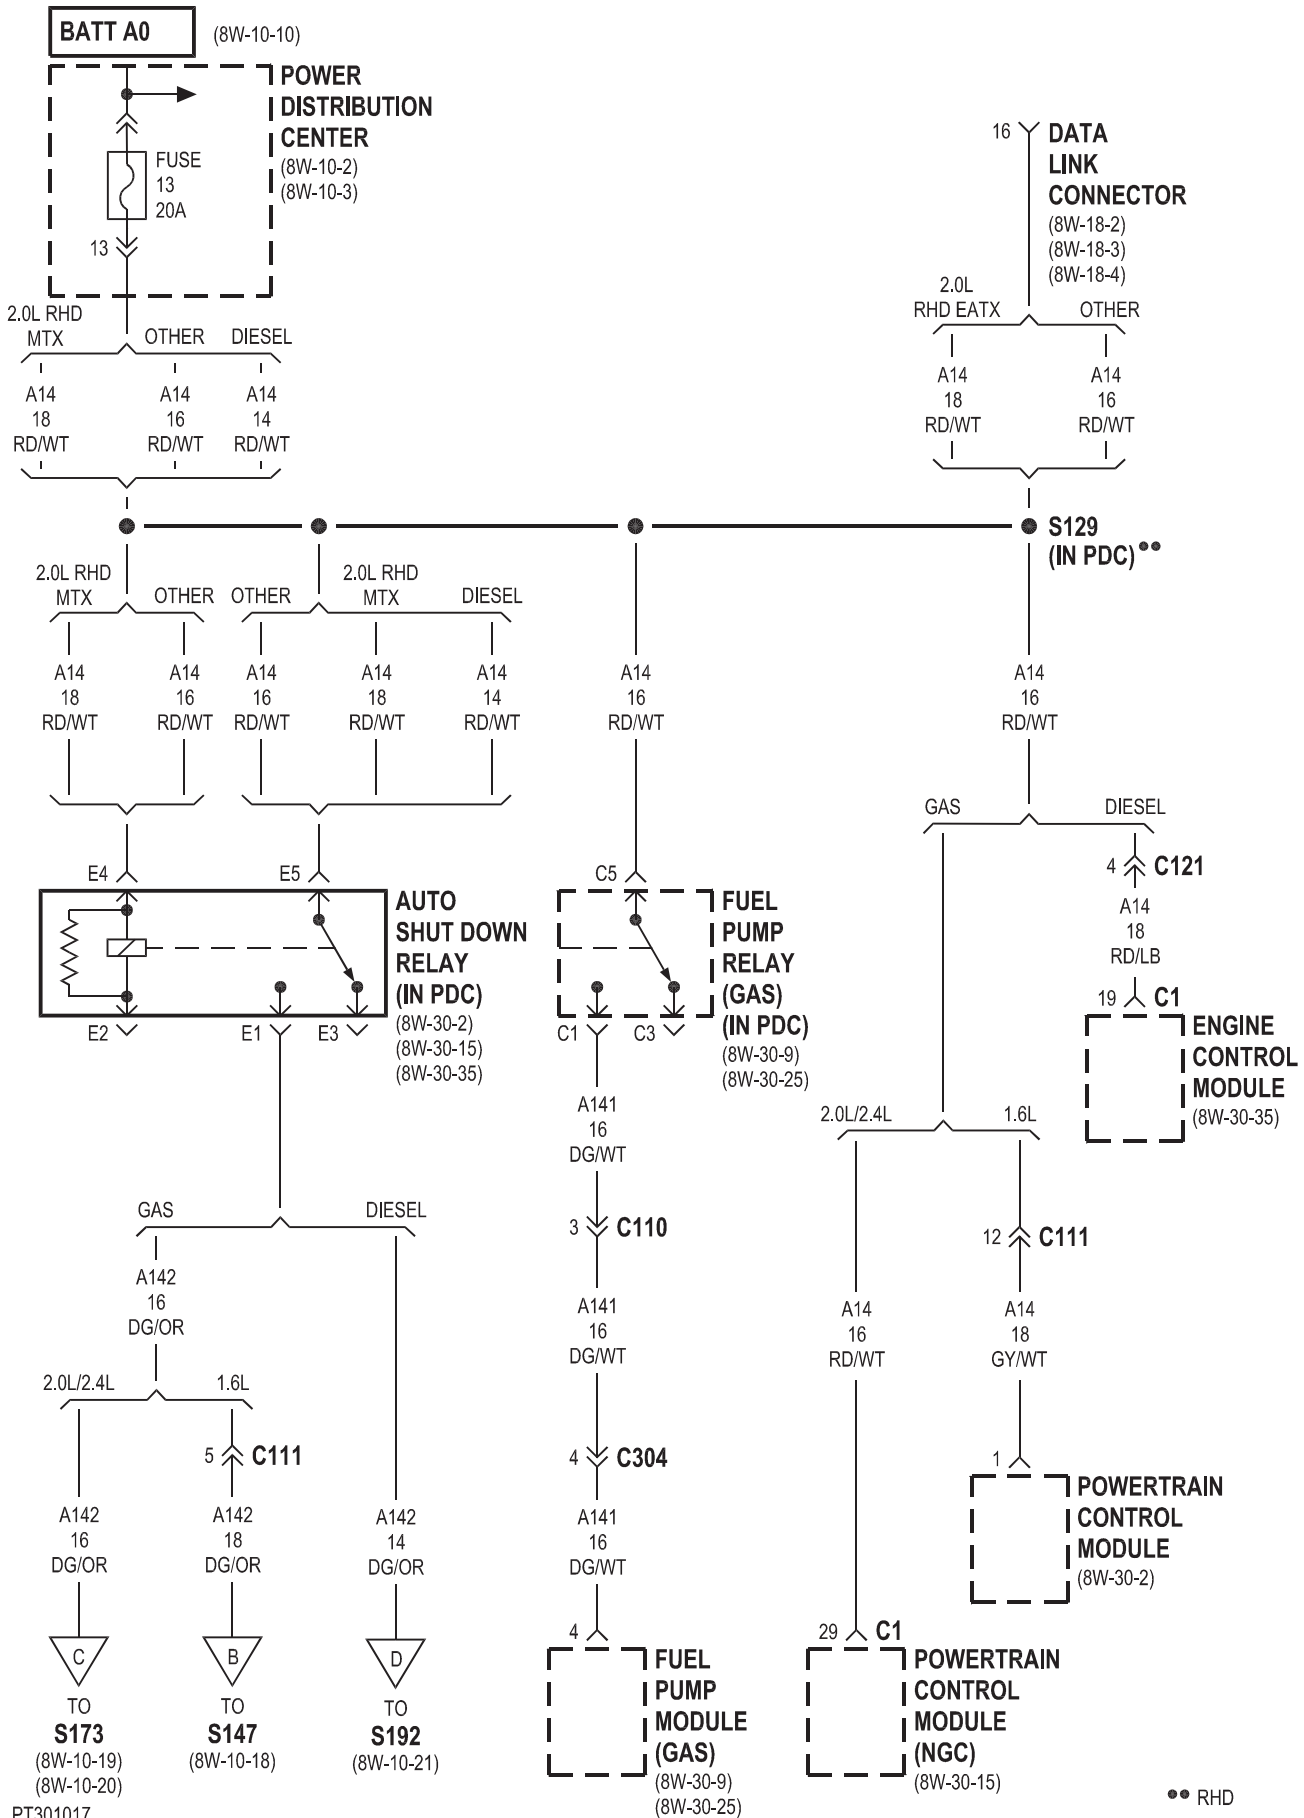 BATT A0
(8W-10-10)
POWER
DISTRIBUTION
CENTER
(8W-10-2)
(8W-10-3)
FUSE
13
20A
13
16
DATA
LINK
CONNECTOR
(8W-18-2)
(8W-18-3)
(8W-18-4)
2.0L RHD
MTX
OTHER
DIESEL
A14
18
RD/WT
A14
16
RD/WT
A14
14
RD/WT
2.0L
RHD EATX
OTHER
A14
18
RD/WT
A14
16
RD/WT
S129
(IN PDC) ••
2.0L RHD
MTX
OTHER
OTHER
2.0L RHD
MTX
DIESEL
A14
18
RD/WT
A14
16
RD/WT
A14
16
RD/WT
A14
18
RD/WT
A14
14
RD/WT
A14
16
RD/WT
A14
16
RD/WT
GAS
DIESEL
4
C121
A14
18
RD/LB
19
C1
ENGINE
CONTROL
MODULE
(8W-30-35)
E4
E5
AUTO
SHUT DOWN
RELAY
(IN PDC)
(8W-30-2)
(8W-30-15)
(8W-30-35)
E2
E1
E3
C5
FUEL
PUMP
RELAY
(GAS)
(IN PDC)
(8W-30-9)
(8W-30-25)
C1
C3
A141
16
DG/WT
3
C110
A141
16
DG/WT
4
C304
A141
16
DG/WT
4
FUEL
PUMP
MODULE
(GAS)
(8W-30-9)
(8W-30-25)
2.0L/2.4L
1.6L
12
C111
A14
16
RD/WT
A14
18
GY/WT
1
POWERTRAIN
CONTROL
MODULE
(8W-30-2)
29
C1
POWERTRAIN
CONTROL
MODULE
(NGC)
(8W-30-15)
GAS
DIESEL
A142
16
DG/OR
2.0L/2.4L
1.6L
5
C111
A142
16
DG/OR
A142
18
DG/OR
A142
14
DG/OR
C
TO
S173
(8W-10-19)
(8W-10-20)
B
TO
S147
(8W-10-18)
D
TO
S192
(8W-10-21)
•• RHD
PT301017